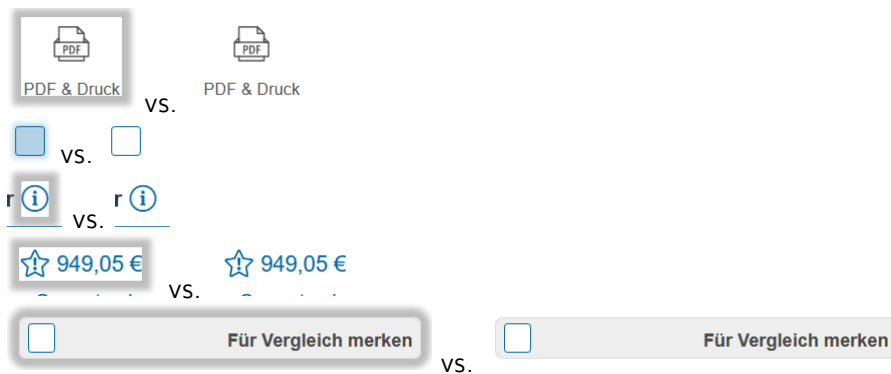 PDF PDF
PDF & Druck vs. PDF & Druck
vs.
r i vs. r i
949,05 € vs. 949,05 €
Für Vergleich merken vs. Für Vergleich merken